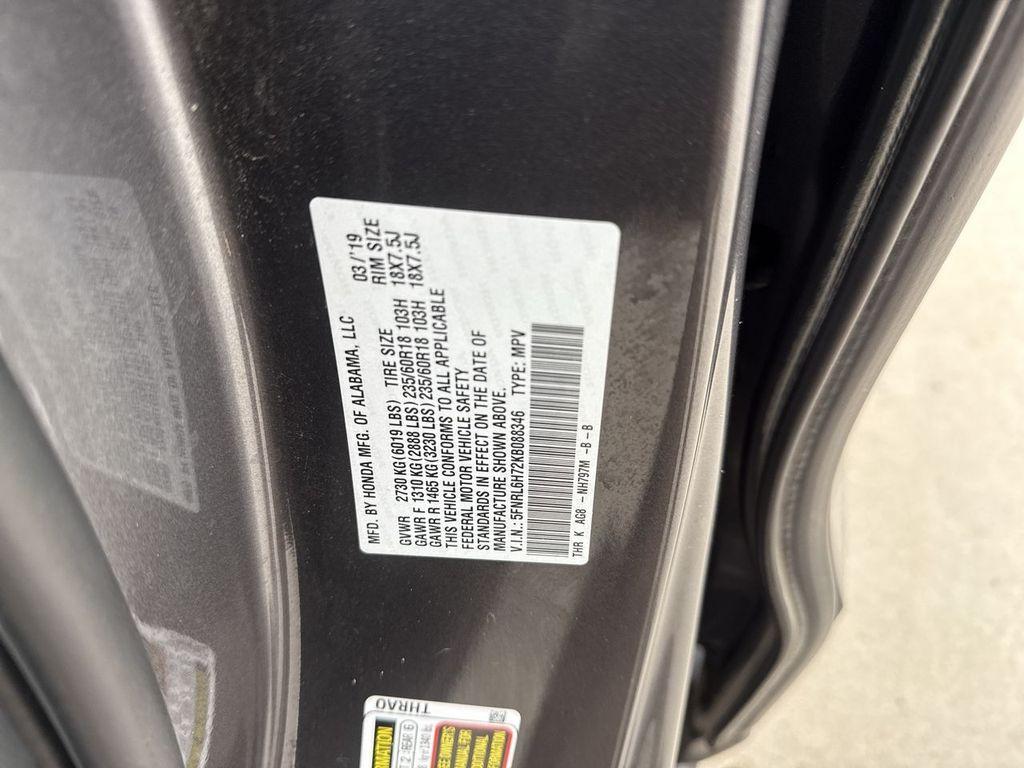 MFD. BY HONDA MFG. OF ALABAMA, LLC 03/'19
GVWR 2730 KG (6019 LBS) TIRE SIZE RIM SIZE
GAWR F 1310 KG (2888 LBS) 235/60R18 103H 18X7.5J
GAWR R 1465 KG (3230 LBS) 235/60R18 103H 18X7.5J
THIS VEHICLE CONFORMS TO ALL APPLICABLE
FEDERAL MOTOR VEHICLE SAFETY
STANDARDS IN EFFECT ON THE DATE OF
MANUFACTURE SHOWN ABOVE.
V.I.N.: 5FNRL6H72KB088346 TYPE: MPV
THR K AG8 - NH797M -B-B
THRA0